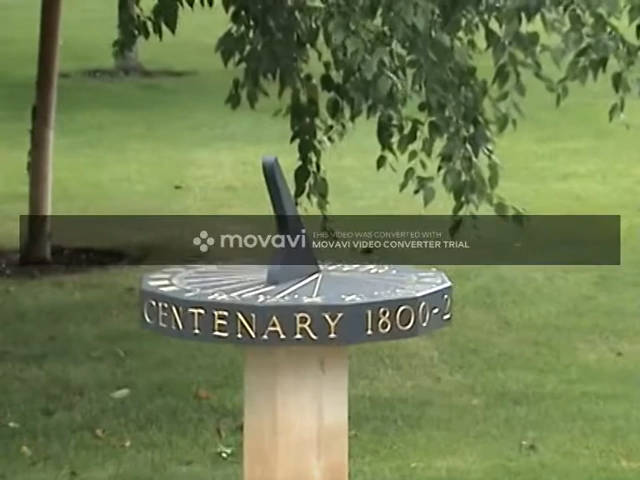 movavi
THIS VIDEO WAS CONVERTED WITH
MOVAVI VIDEO CONVERTER TRIAL
CENTENARY 1800-2